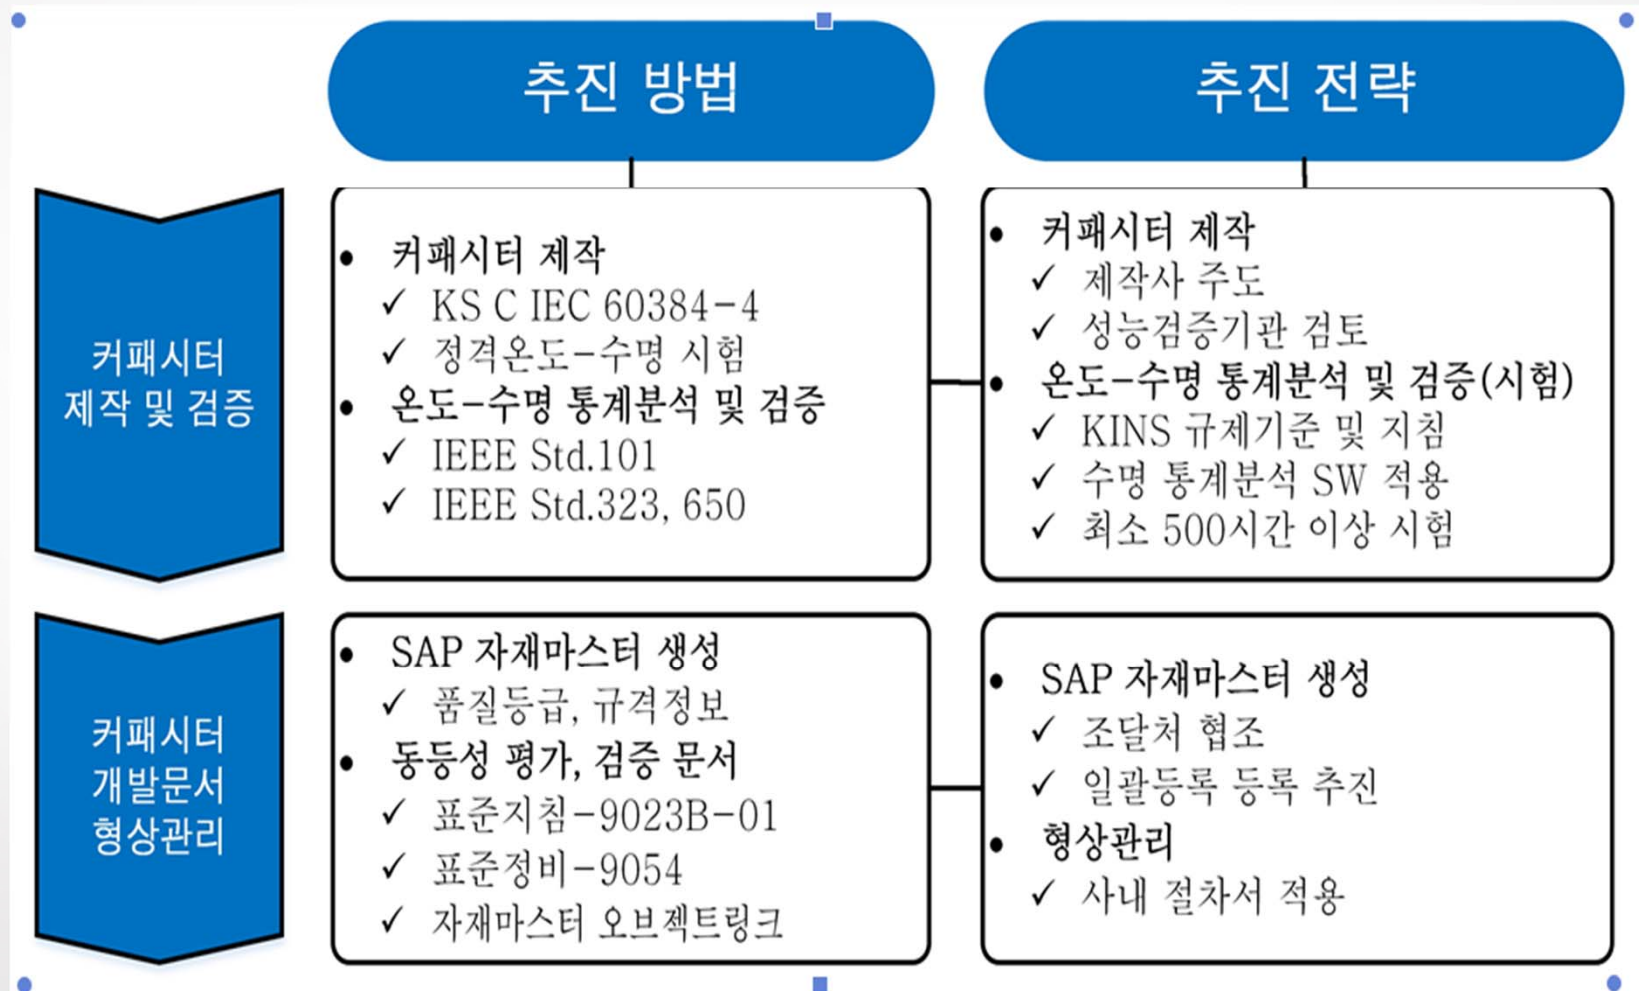 추진 방법
추진 전략
커패시터
제작 및 검증
• 커패시터 제작
✓ KS C IEC 60384-4
✓ 정격온도-수명 시험
• 온도-수명 통계분석 및 검증
✓ IEEE Std.101
✓ IEEE Std.323, 650
• 커패시터 제작
✓ 제작사 주도
✓ 성능검증기관 검토
• 온도-수명 통계분석 및 검증(시험)
✓ KINS 규제기준 및 지침
✓ 수명 통계분석 SW 적용
✓ 최소 500시간 이상 시험
커패시터
개발문서
형상관리
• SAP 자재마스터 생성
✓ 품질등급, 규격정보
• 동등성 평가, 검증 문서
✓ 표준지침-9023B-01
✓ 표준정비-9054
✓ 자재마스터 오브젝트링크
• SAP 자재마스터 생성
✓ 조달처 협조
✓ 일괄등록 등록 추진
• 형상관리
✓ 사내 절차서 적용